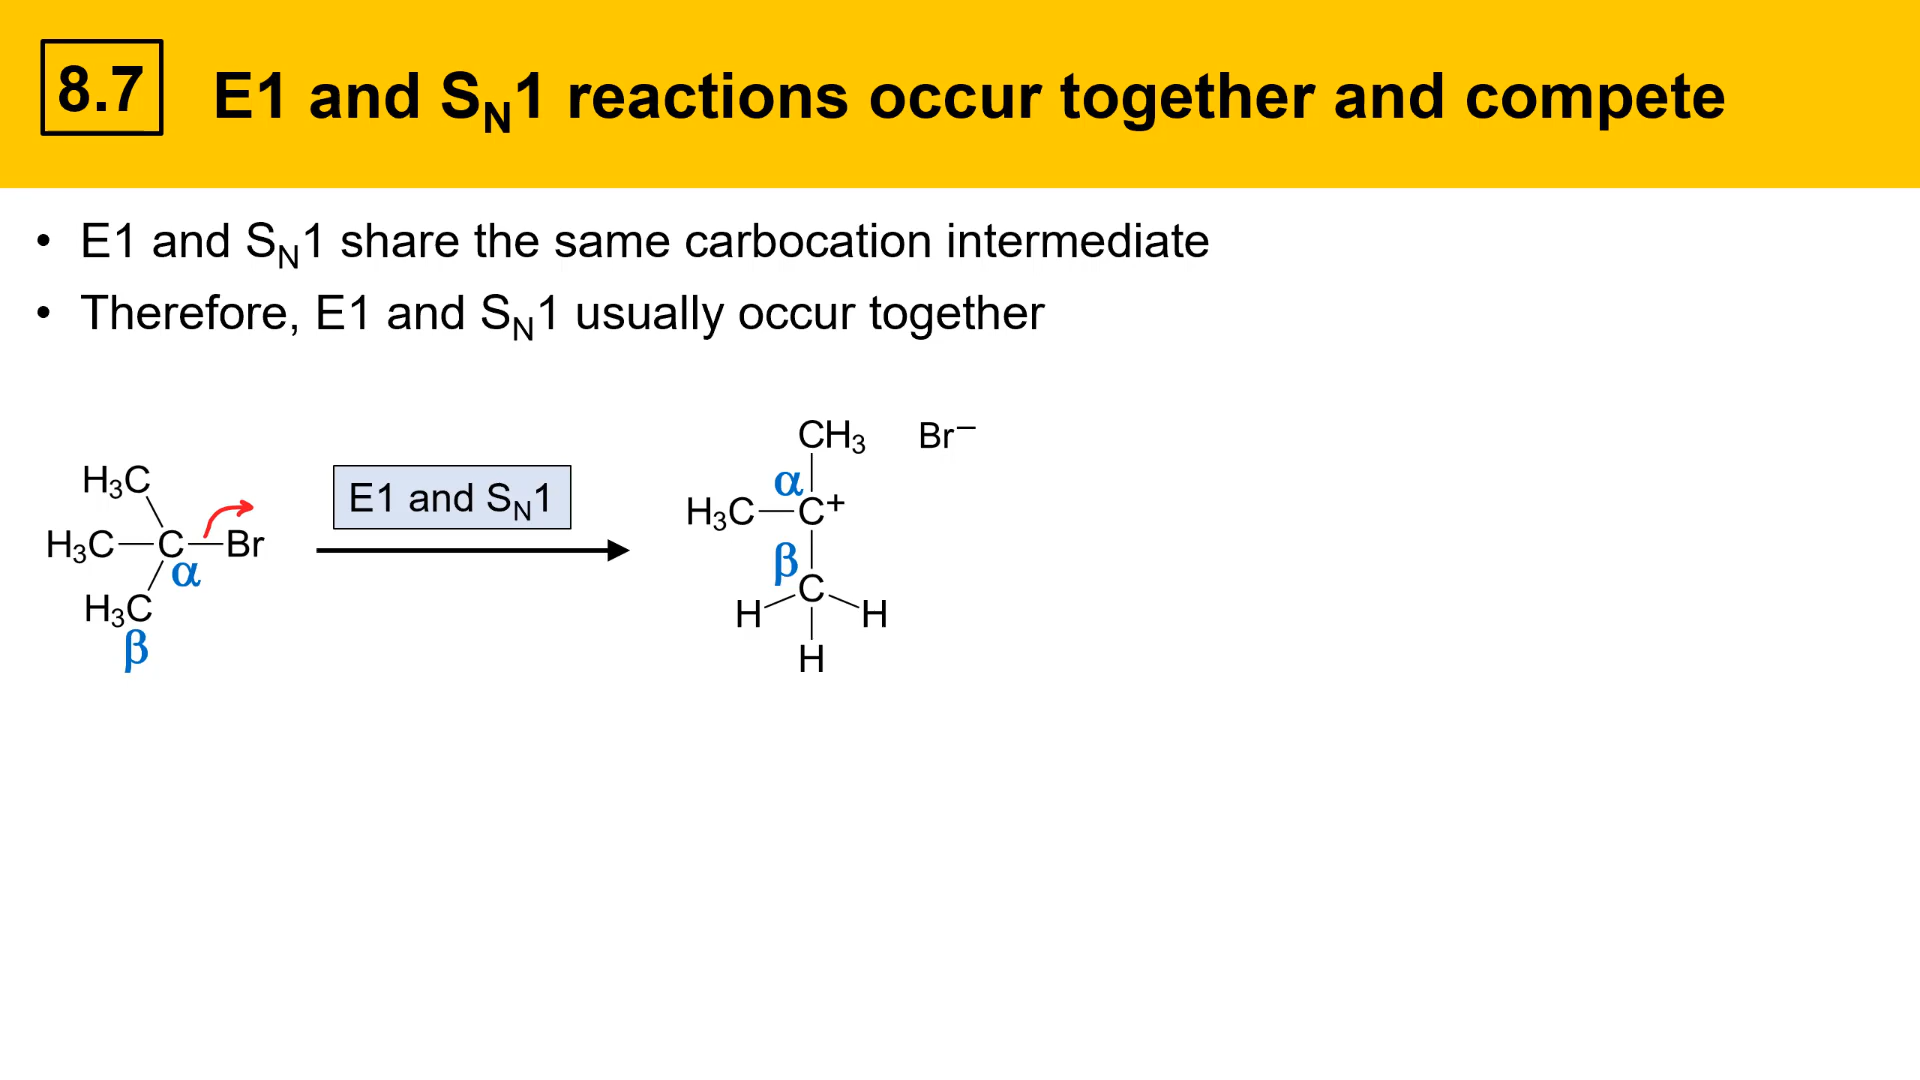 8.7 E1 and SN1 reactions occur together and compete
• E1 and SN1 share the same carbocation intermediate
• Therefore, E1 and SN1 usually occur together
H3C
H3C C Br
α
H3C
β
E1 and SN1
CH3 Br−
α
H3C C+
β
C
H H
H